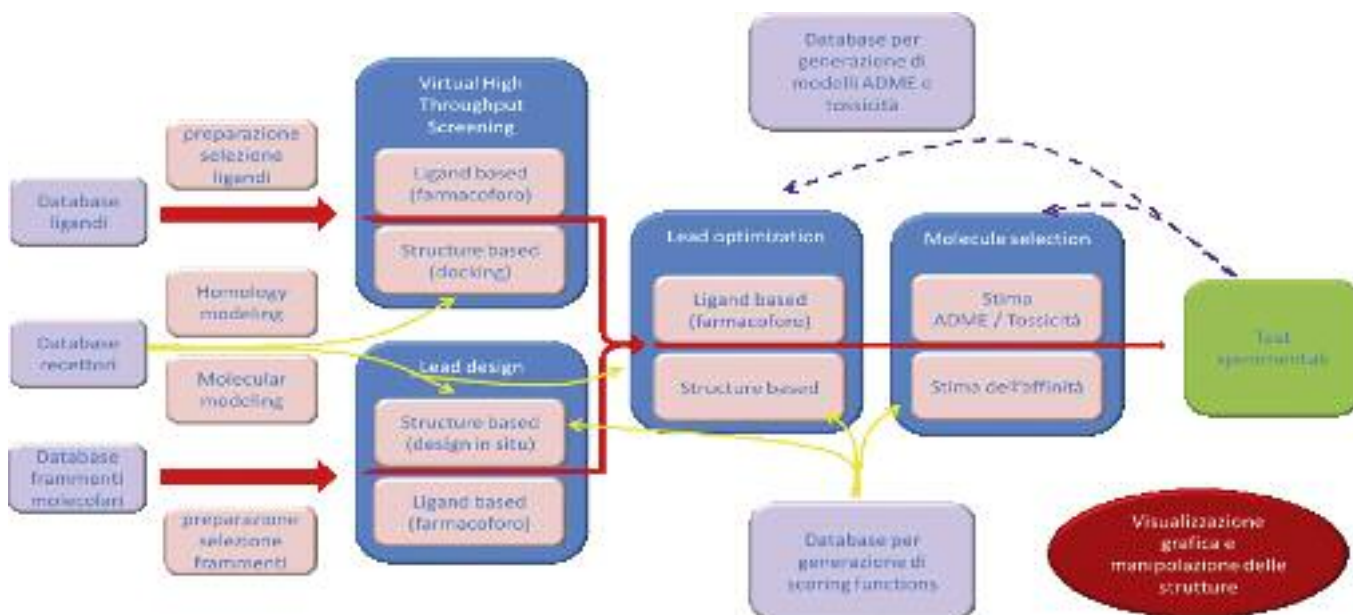 Database per
generazione di
modelli ADME e
tossicità
Virtual High
Throughput
Screening
preparazione
selezione
ligandi
Ligand based
(farmacoforo)
Database
ligandi
Structure based
(docking)
Lead optimization
Molecule selection
Homology
modeling
Ligand based
(farmacoforo)
Stima
ADME / Tossicità
Database
recettori
Test
sperimentali
Lead design
Molecular
modeling
Structure based
Stima dell'affinità
Structure based
(design in situ)
Database
frammenti
molecolari
Ligand based
(farmacoforo)
preparazione
selezione
frammenti
Database per
generazione di
scoring functions
Visualizzazione
grafica e
manipolazione delle
strutture